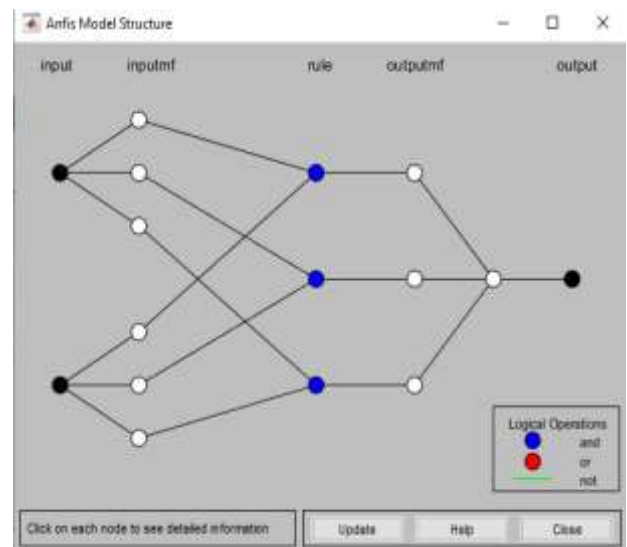 Anfis Model Structure
input inputmf rule outputmf output
Logical Operations
and
or
not
Click on each node to see detailed information
Update Help Close